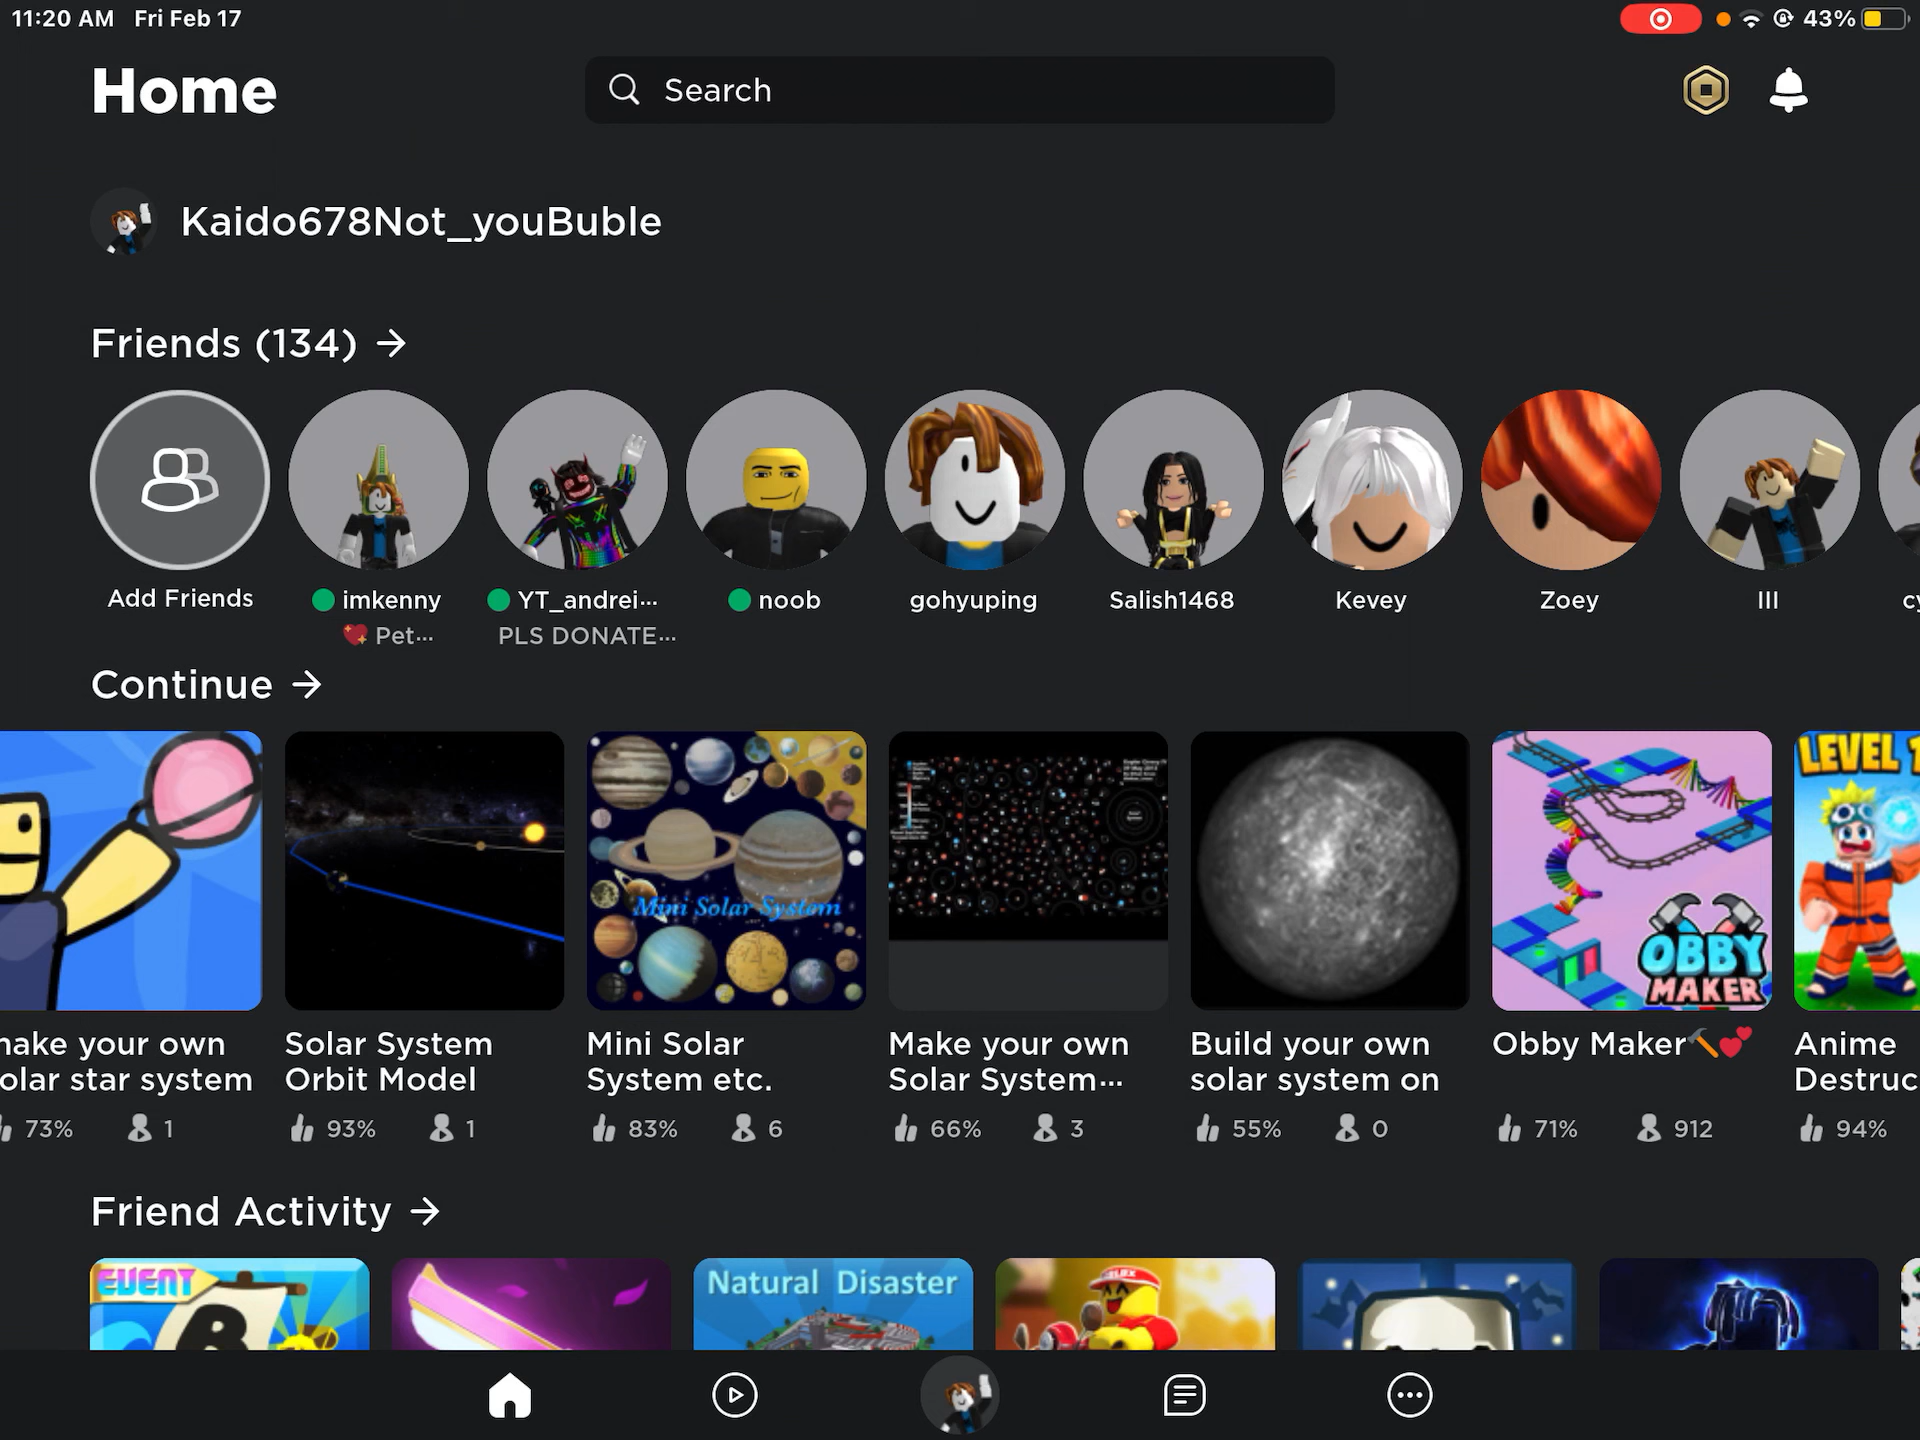 11:20 AM Fri Feb 17
43%
Home
Search
Kaido678Not_youBuble
Friends (134)
Add Friends
imkenny
Pet...
YT_andrei...
PLS DONATE...
noob
gohyuping
Salish1468
Kevey
Zoey
III
Continue
Mini Solar System
OBBY
MAKER
LEVEL 1
make your own
olar star system
73% 1
Solar System
Orbit Model
93% 1
Mini Solar
System etc.
83% 6
Make your own
Solar System...
66% 3
Build your own
solar system on
55% 0
Obby Maker
71% 912
Anime
Destruc
94%
Friend Activity
EVENT
Natural Disaster